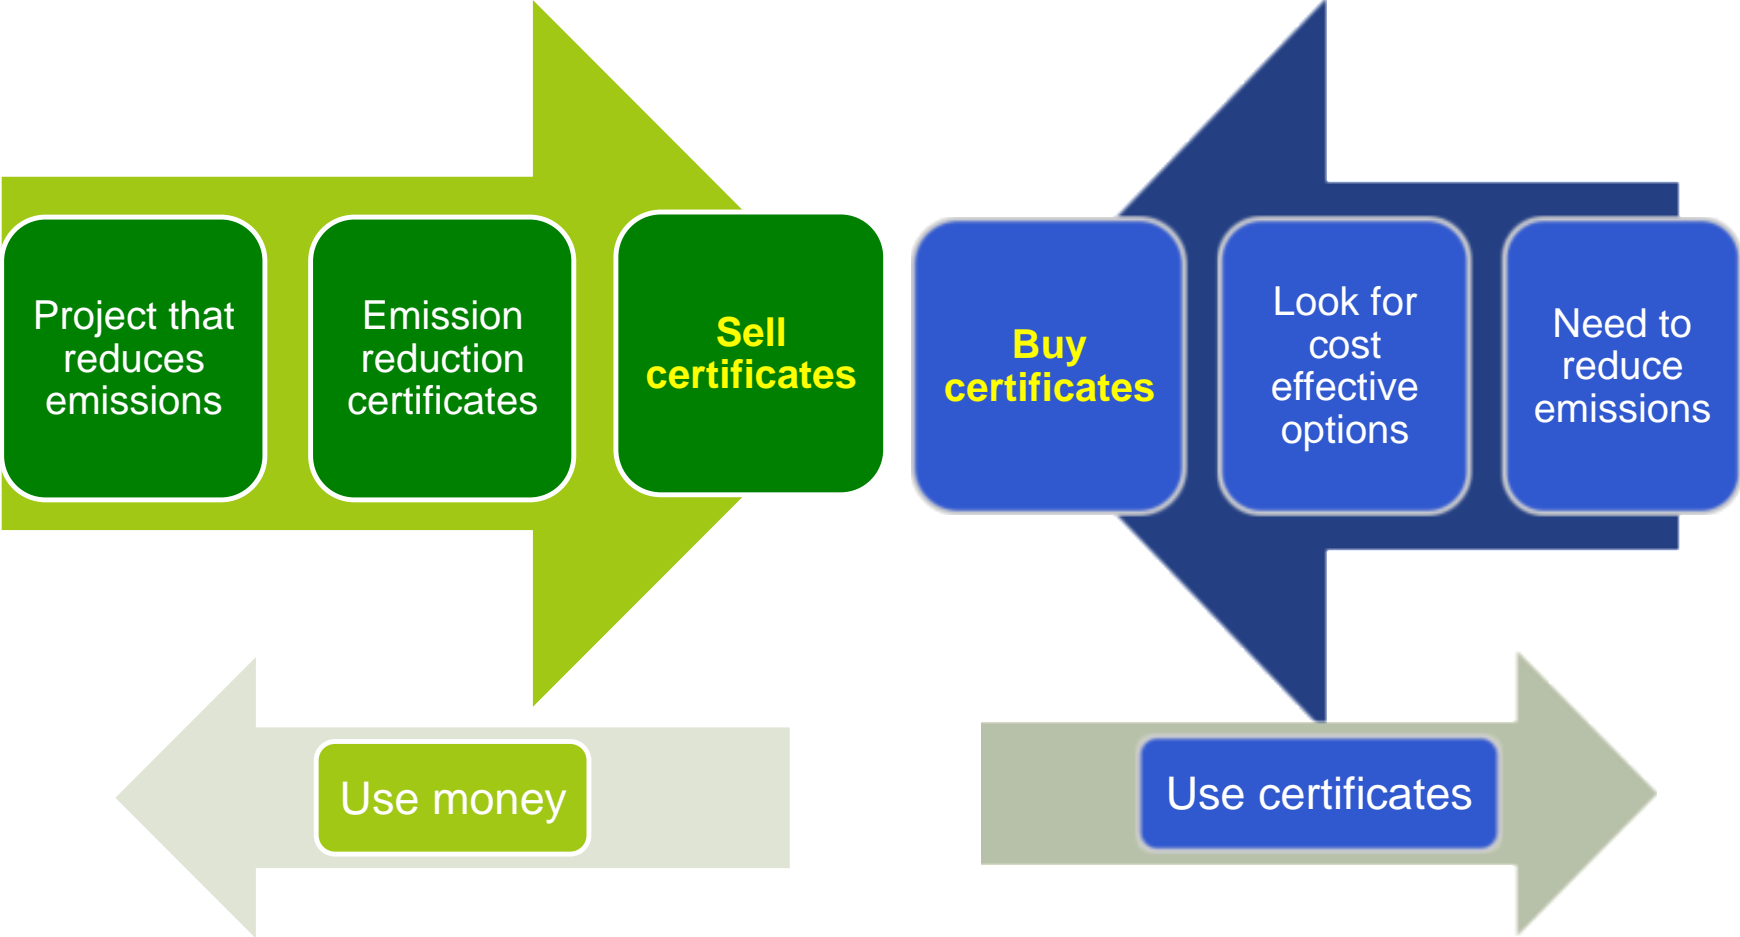 Project that
reduces
emissions
Emission
reduction
certificates
Sell
certificates
Buy
certificates
Look for
cost
effective
options
Need to
reduce
emissions
Use money
Use certificates